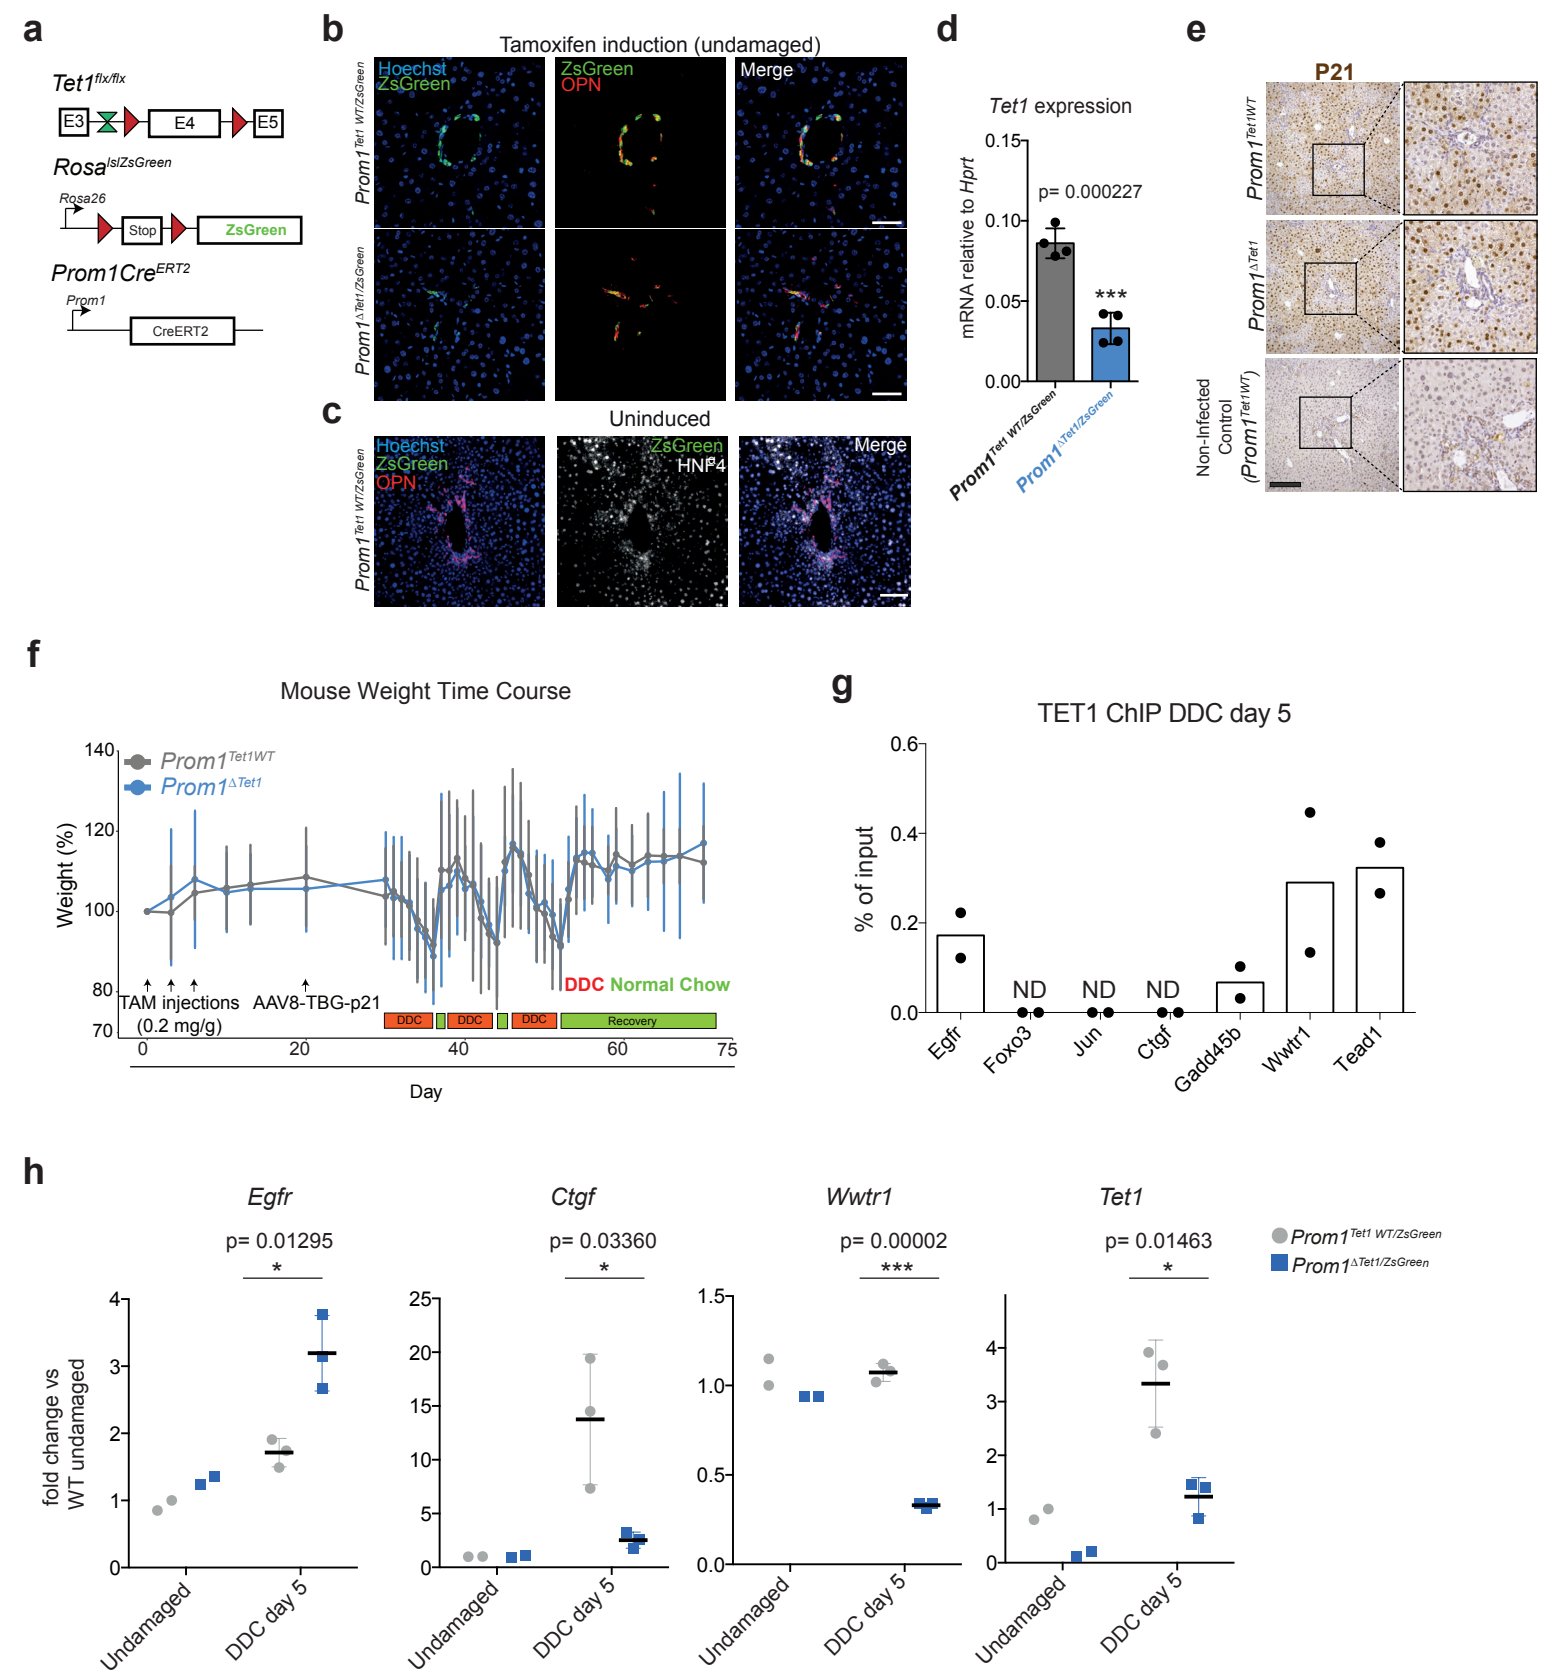 a
Tet1flx/flx
E3
E4
E5
RosalslZsGreen
Rosa26
Stop
ZsGreen
Prom1CreERT2
Prom1
CreERT2
b
Tamoxifen induction (undamaged)
Prom1Tet1 WT/ZsGreen
Hoechst
ZsGreen
ZsGreen
OPN
Merge
Prom1ΔTet1/ZsGreen
c
Uninduced
Prom1Tet1 WT/ZsGreen
Hoechst
ZsGreen
OPN
ZsGreen
HNF4α
Merge
d
Tet1 expression
mRNA relative to Hprt
0.15
0.10
0.05
0.00
p= 0.000227
***
Prom1Tet1 WT/ZsGreen
Prom1ΔTet1/ZsGreen
e
P21
Prom1Tet1WT
Prom1ΔTet1
Non-Infected
Control
(Prom1Tet1WT)
f
Mouse Weight Time Course
Weight (%)
140
120
100
80
70
Prom1Tet1WT
Prom1ΔTet1
DDC Normal Chow
TAM injections
(0.2 mg/g)
AAV8-TBG-p21
DDC
DDC
DDC
Recovery
0
20
40
60
75
Day
g
TET1 ChIP DDC day 5
% of input
0.6
0.4
0.2
0.0
ND
ND
ND
Egfr
Foxo3
Jun
Ctgf
Gadd45b
Wwtr1
Tead1
h
fold change vs
WT undamaged
Egfr
p= 0.01295
*
4
3
2
1
0
Undamaged
DDC day 5
Ctgf
p= 0.03360
*
25
20
15
10
5
0
Undamaged
DDC day 5
Wwtr1
p= 0.00002
***
1.5
1.0
0.5
0.0
Undamaged
DDC day 5
Tet1
p= 0.01463
*
4
3
2
1
0
Undamaged
DDC day 5
Prom1Tet1 WT/ZsGreen
Prom1ΔTet1/ZsGreen